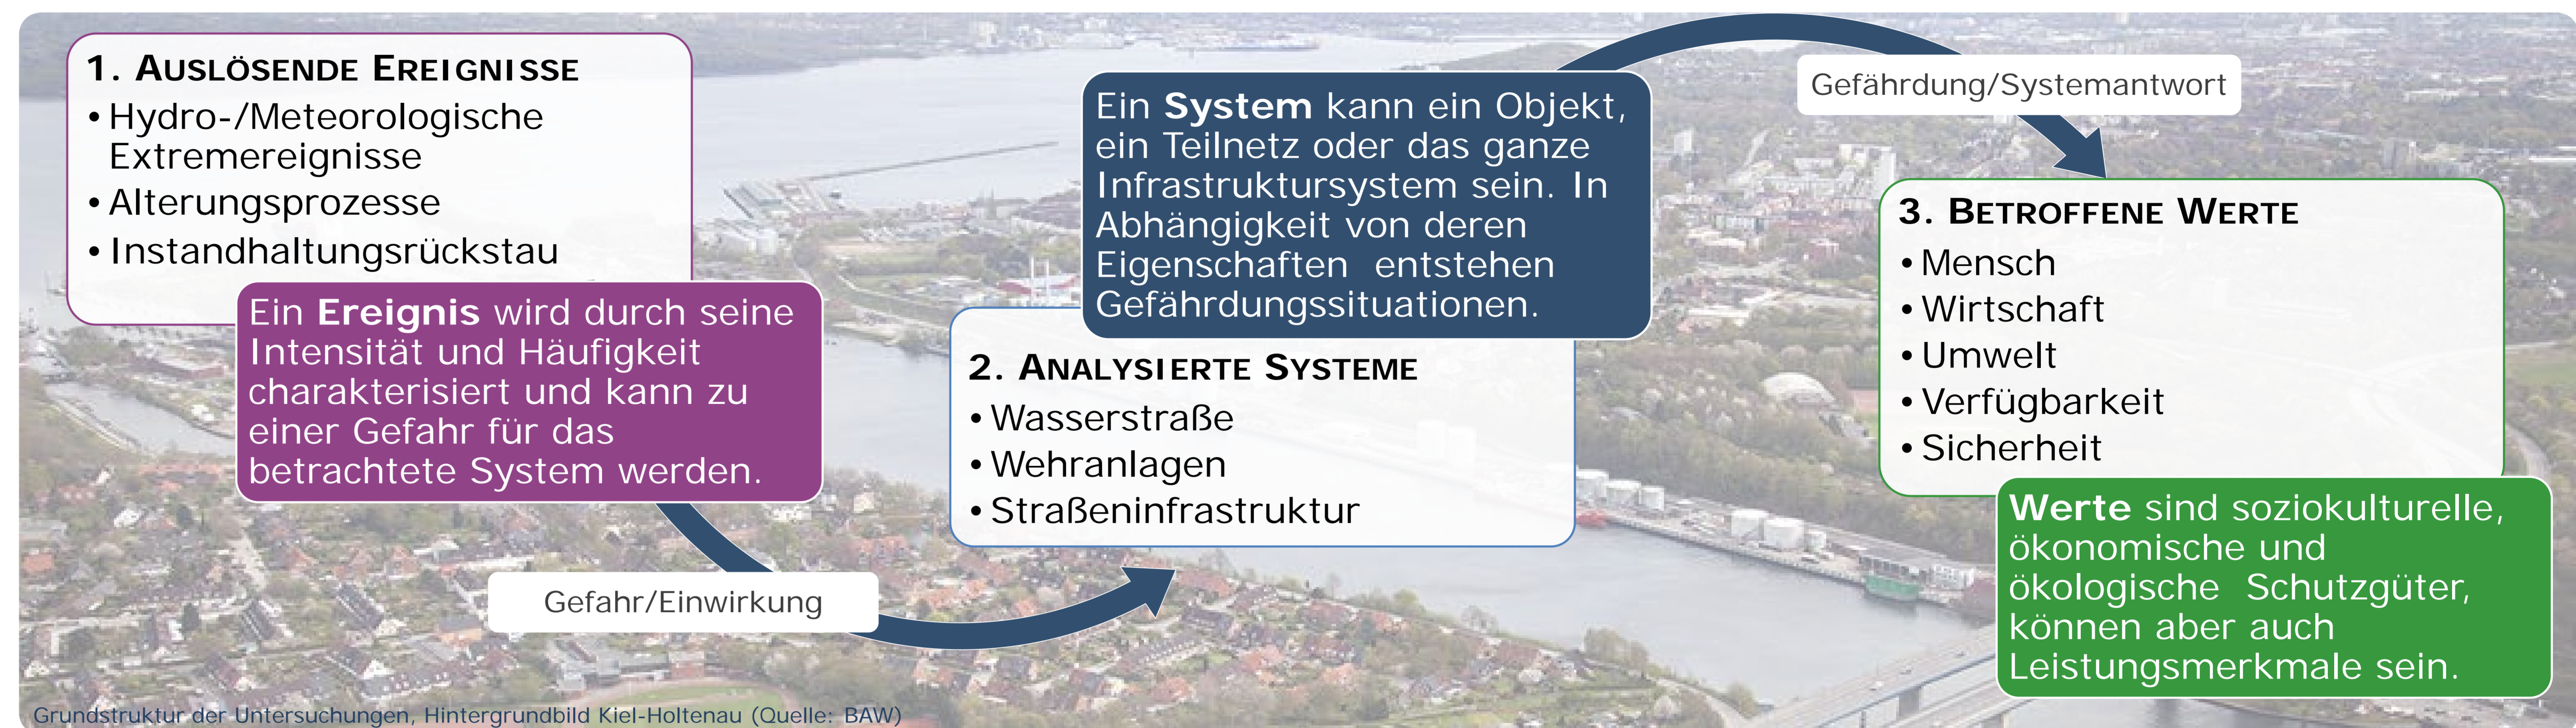 1. AUSLÖSENDE EREIGNISSE
• Hydro-/Meteorologische
Extremereignisse
• Alterungsprozesse
• Instandhaltungsrückstau
Ein Ereignis wird durch seine
Intensität und Häufigkeit
charakterisiert und kann zu
einer Gefahr für das
betrachtete System werden.
Gefahr/Einwirkung
Ein System kann ein Objekt,
ein Teilnetz oder das ganze
Infrastruktursystem sein. In
Abhängigkeit von deren
Eigenschaften entstehen
Gefährdungssituationen.
2. ANALYSIERTE SYSTEME
• Wasserstraße
• Wehranlagen
• Straßeninfrastruktur
Gefährdung/Systemantwort
3. BETROFFENE WERTE
• Mensch
• Wirtschaft
• Umwelt
• Verfügbarkeit
• Sicherheit
Werte sind soziokulturelle,
ökonomische und
ökologische Schutzgüter,
können aber auch
Leistungsmerkmale sein.
Grundstruktur der Untersuchungen, Hintergrundbild Kiel-Holtenau (Quelle: BAW)